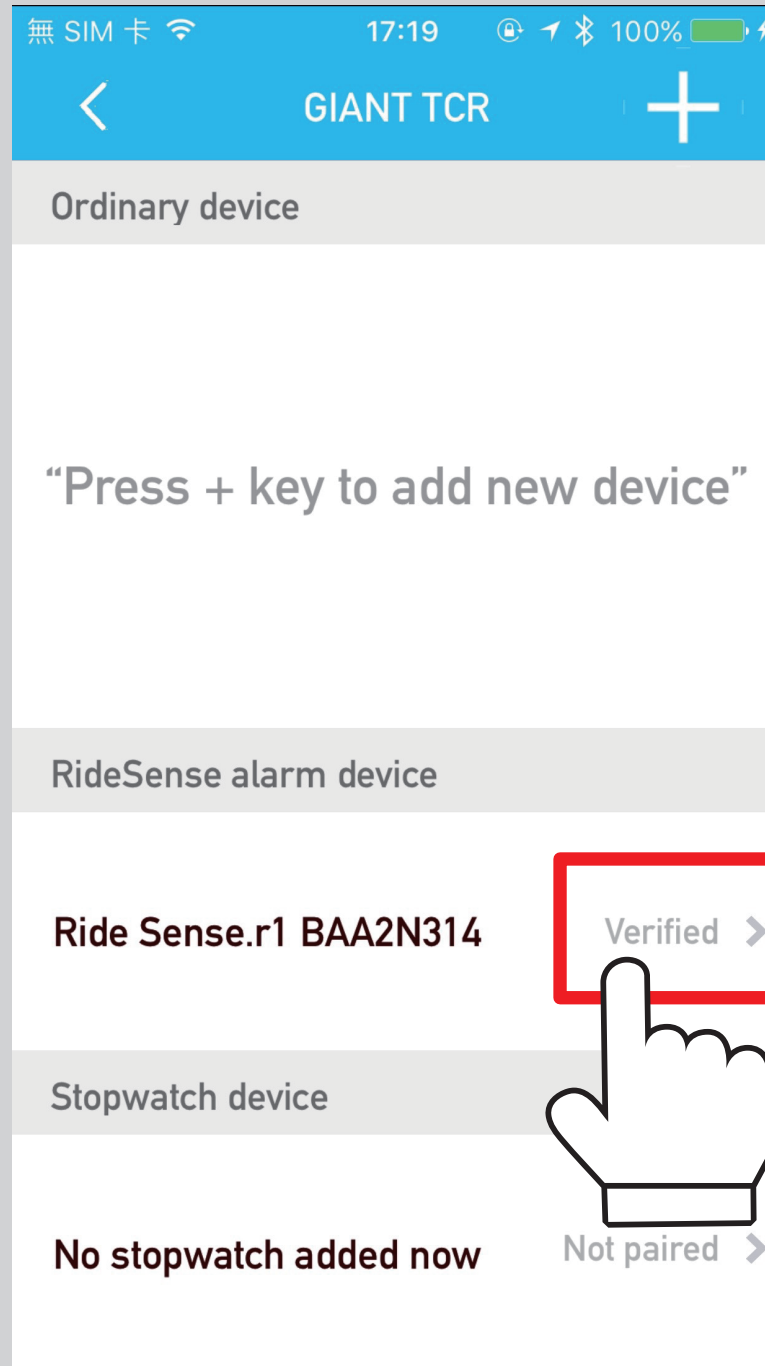 無 SIM 卡 17:19 100%
GIANT TCR
Ordinary device
“Press + key to add new device”
RideSense alarm device
Ride Sense.r1 BAA2N314 Verified
Stopwatch device
No stopwatch added now Not paired